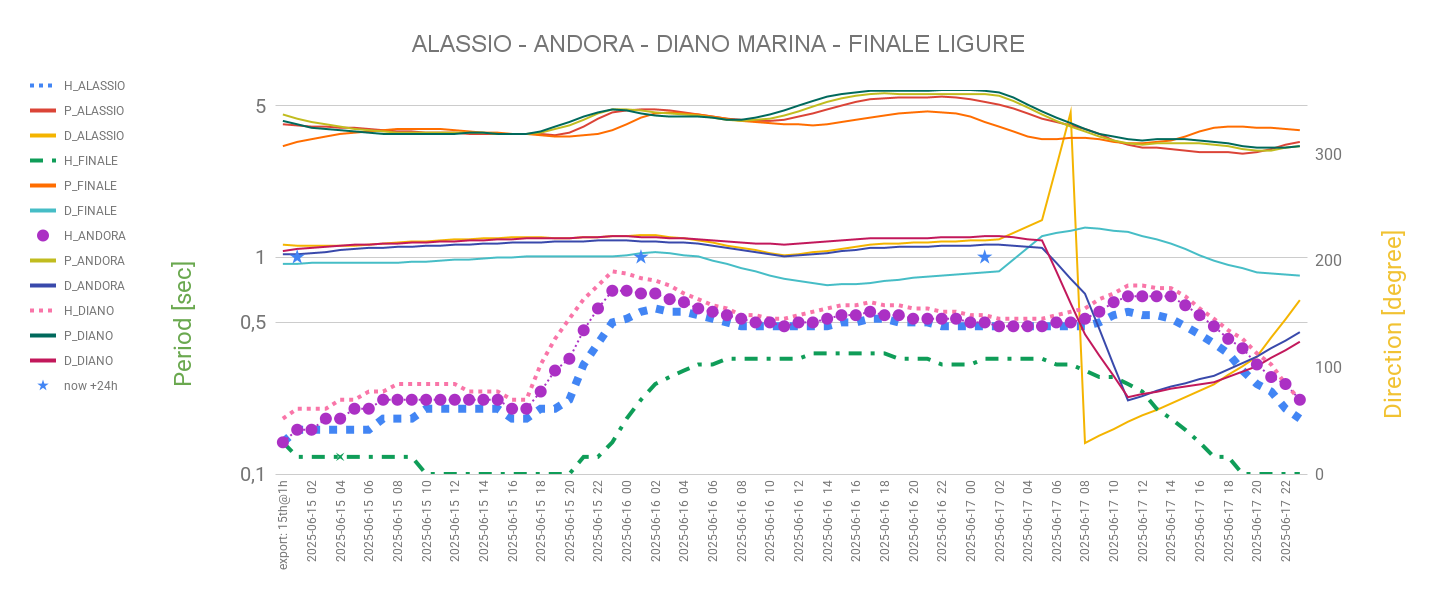 ALASSIO - ANDORA - DIANO MARINA - FINALE LIGURE
H_ALASSIO
P_ALASSIO
D_ALASSIO
H_FINALE
P_FINALE
D_FINALE
H_ANDORA
P_ANDORA
D_ANDORA
H_DIANO
P_DIANO
D_DIANO
now +24h
Period [sec]
5
1
0,5
0,1
300
200
100
0
Direction [degree]
export: 15th@1h
2025-06-15 02
2025-06-15 04
2025-06-15 06
2025-06-15 08
2025-06-15 10
2025-06-15 12
2025-06-15 14
2025-06-15 16
2025-06-15 18
2025-06-15 20
2025-06-15 22
2025-06-16 00
2025-06-16 02
2025-06-16 04
2025-06-16 06
2025-06-16 08
2025-06-16 10
2025-06-16 12
2025-06-16 14
2025-06-16 16
2025-06-16 18
2025-06-16 20
2025-06-16 22
2025-06-17 00
2025-06-17 02
2025-06-17 04
2025-06-17 06
2025-06-17 08
2025-06-17 10
2025-06-17 12
2025-06-17 14
2025-06-17 16
2025-06-17 18
2025-06-17 20
2025-06-17 22